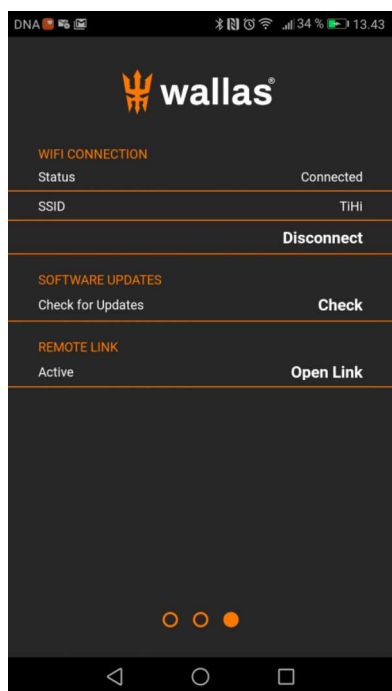 DNA 34 % 13.43
wallas®
WIFI CONNECTION
Status Connected
SSID TiHi
Disconnect
SOFTWARE UPDATES
Check for Updates Check
REMOTE LINK
Active Open Link